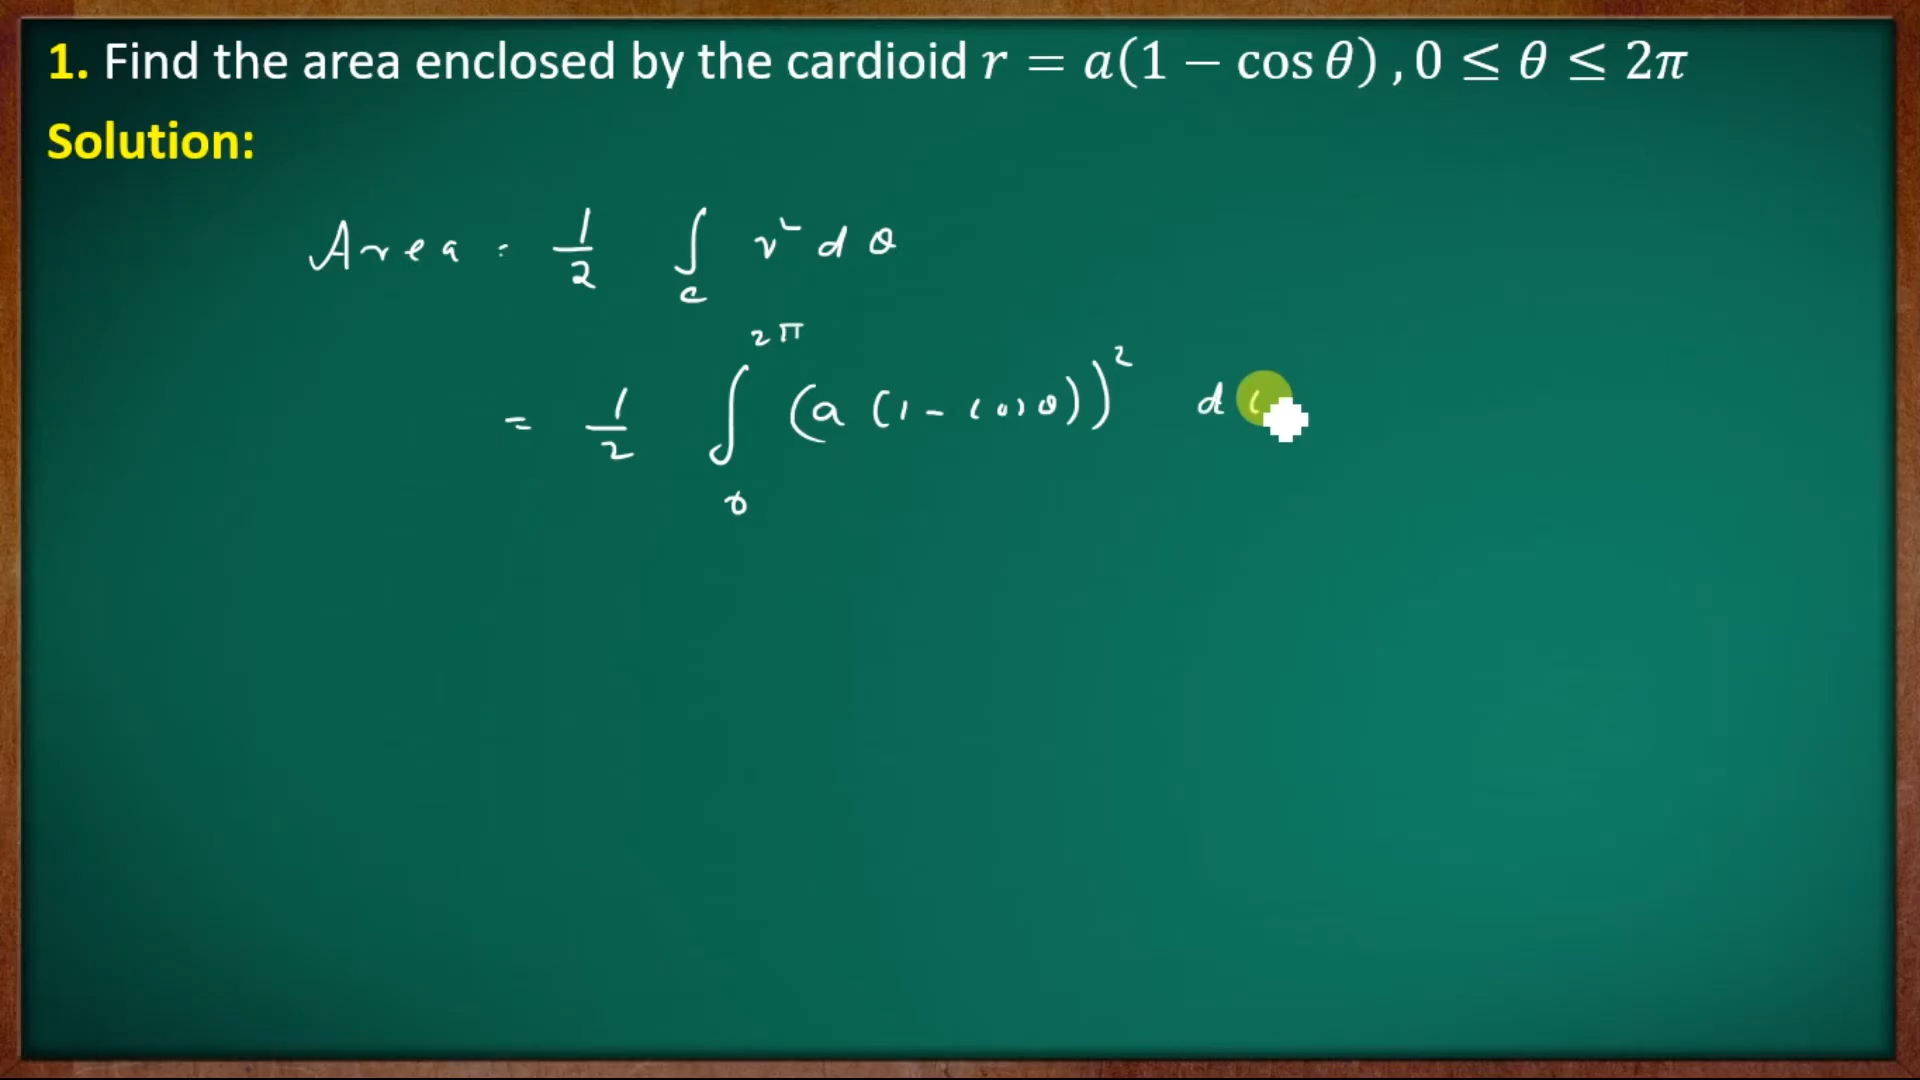 1. Find the area enclosed by the cardioid r = a(1 − cos θ) , 0 ≤ θ ≤ 2π
Solution:
Area = 1/2 ∫_c r² dθ
= 1/2 ∫_0^{2π} (a (1 - cos θ))² d